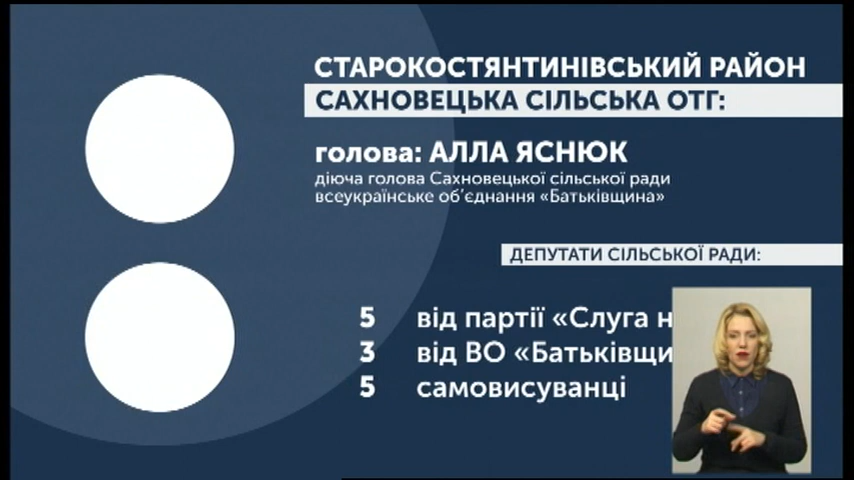 СТАРОКОСТЯНТИНІВСЬКИЙ РАЙОН
САХНОВЕЦЬКА СІЛЬСЬКА ОТГ:
голова: АЛЛА ЯСНЮК
діюча голова Сахновецької сільської ради
всеукраїнське об’єднання «Батьківщина»
ДЕПУТАТИ СІЛЬСЬКОЇ РАДИ:
5 від партії «Слуга н
3 від ВО «Батьківщи
5 самовисуванці